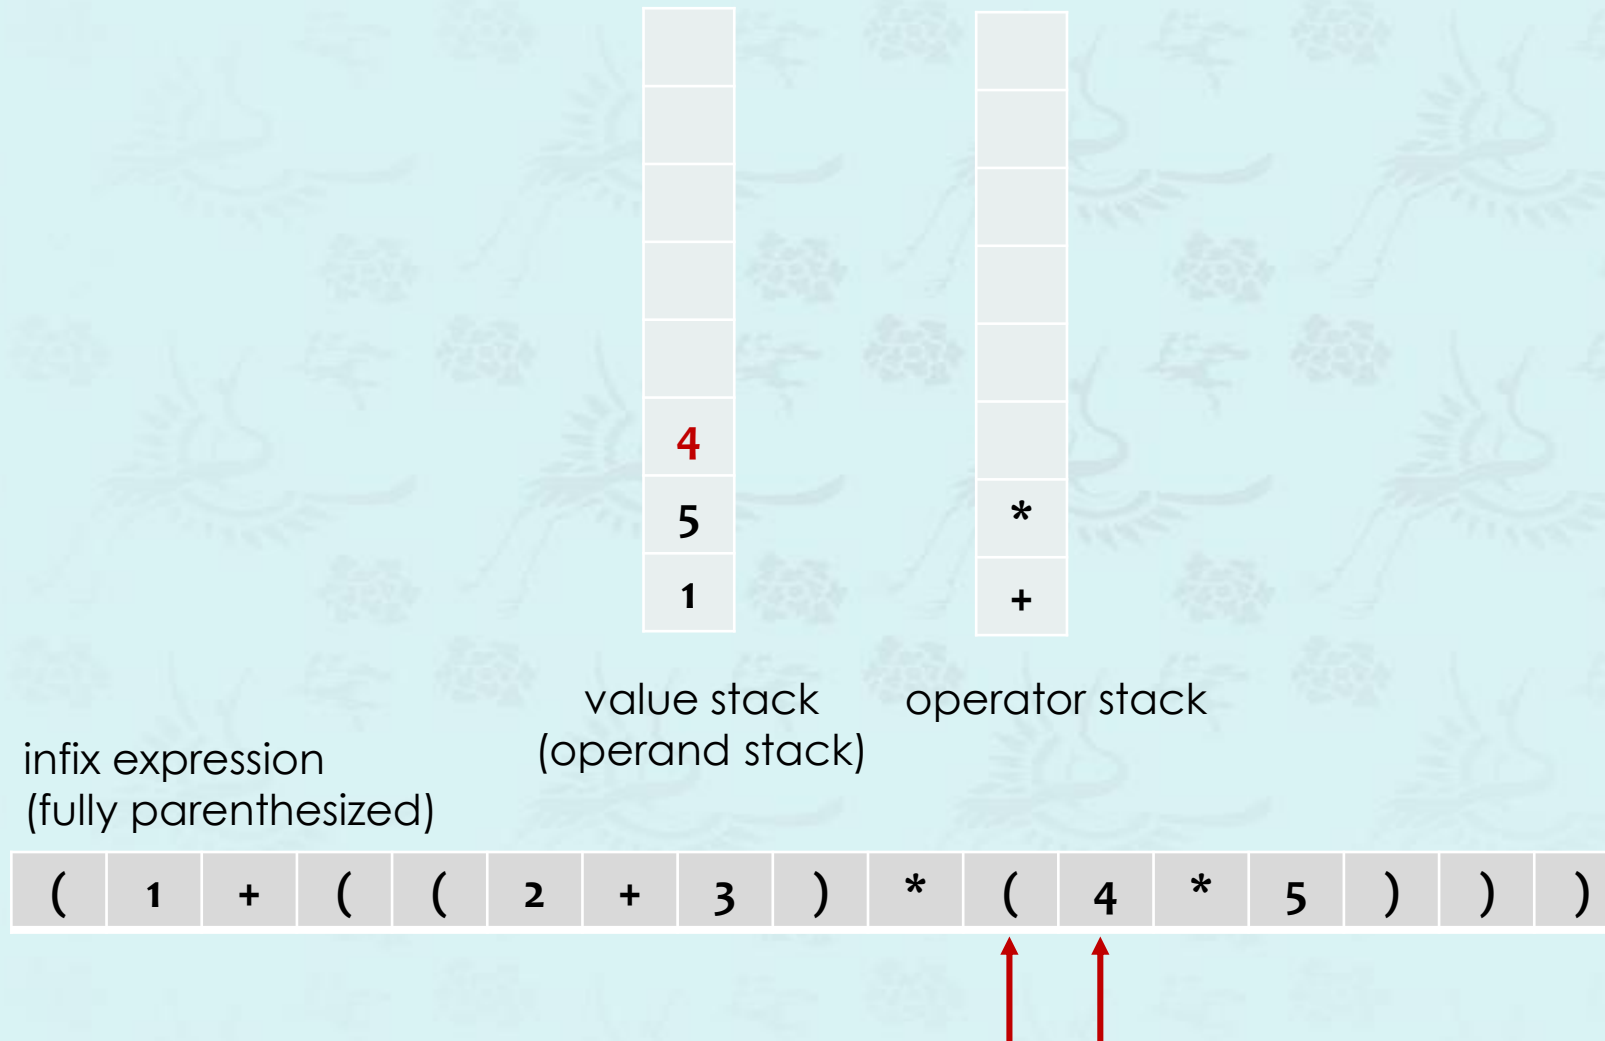 4
5 *
1 +
value stack operator stack
(operand stack)
infix expression
(fully parenthesized)
( 1 + ( ( 2 + 3 ) * ( 4 * 5 ) ) )